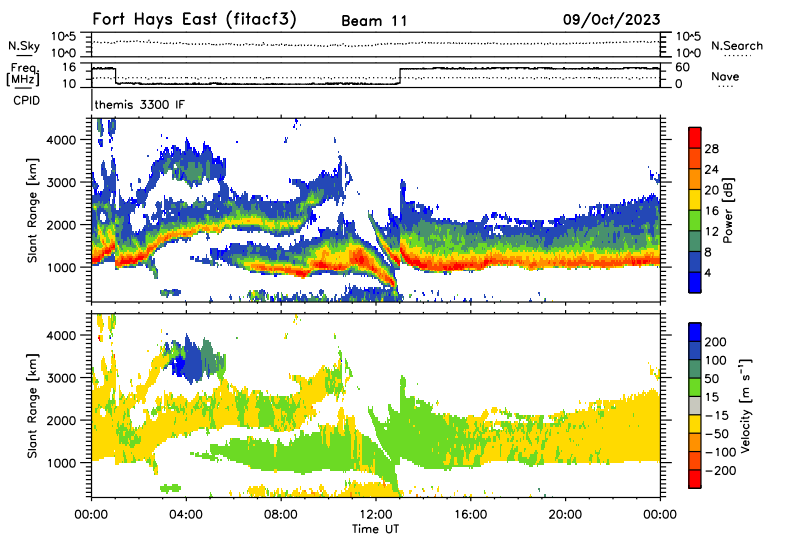 Fort Hays East (fitacf3) Beam 11 09/Oct/2023
N.Sky 10^5 10^0 10^5 10^0 N.Search
Freq. [MHz] 16 10 60 0 Nave
CPID themis 3300 IF
Slant Range [km] 4000 3000 2000 1000
Power [dB] 28 24 20 16 12 8 4
Slant Range [km] 4000 3000 2000 1000
Velocity [m s⁻¹] 200 100 50 15 −15 −50 −100 −200
00:00 04:00 08:00 12:00 16:00 20:00 00:00
Time UT